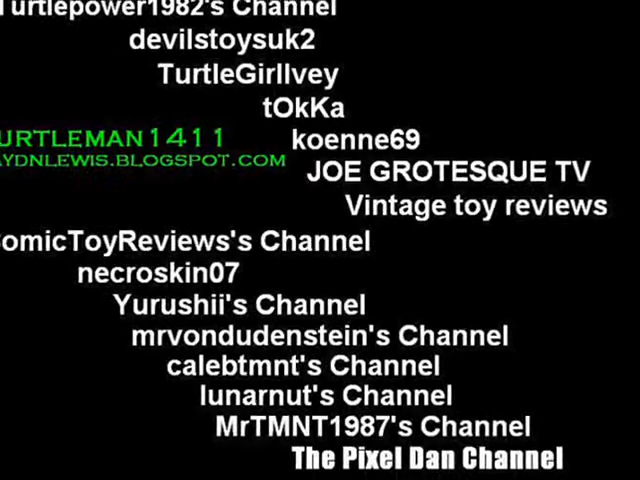 Turtlepower1982's Channel
devilstoysuk2
TurtleGirlIvey
tOkKa
URTLEMAN1411
koenne69
AYDNLEWIS.BLOGSPOT.COM
JOE GROTESQUE TV
Vintage toy reviews
ComicToyReviews's Channel
necroskin07
Yurushii's Channel
mrvondudenstein's Channel
calebtmnt's Channel
lunarnut's Channel
MrTMNT1987's Channel
The Pixel Dan Channel